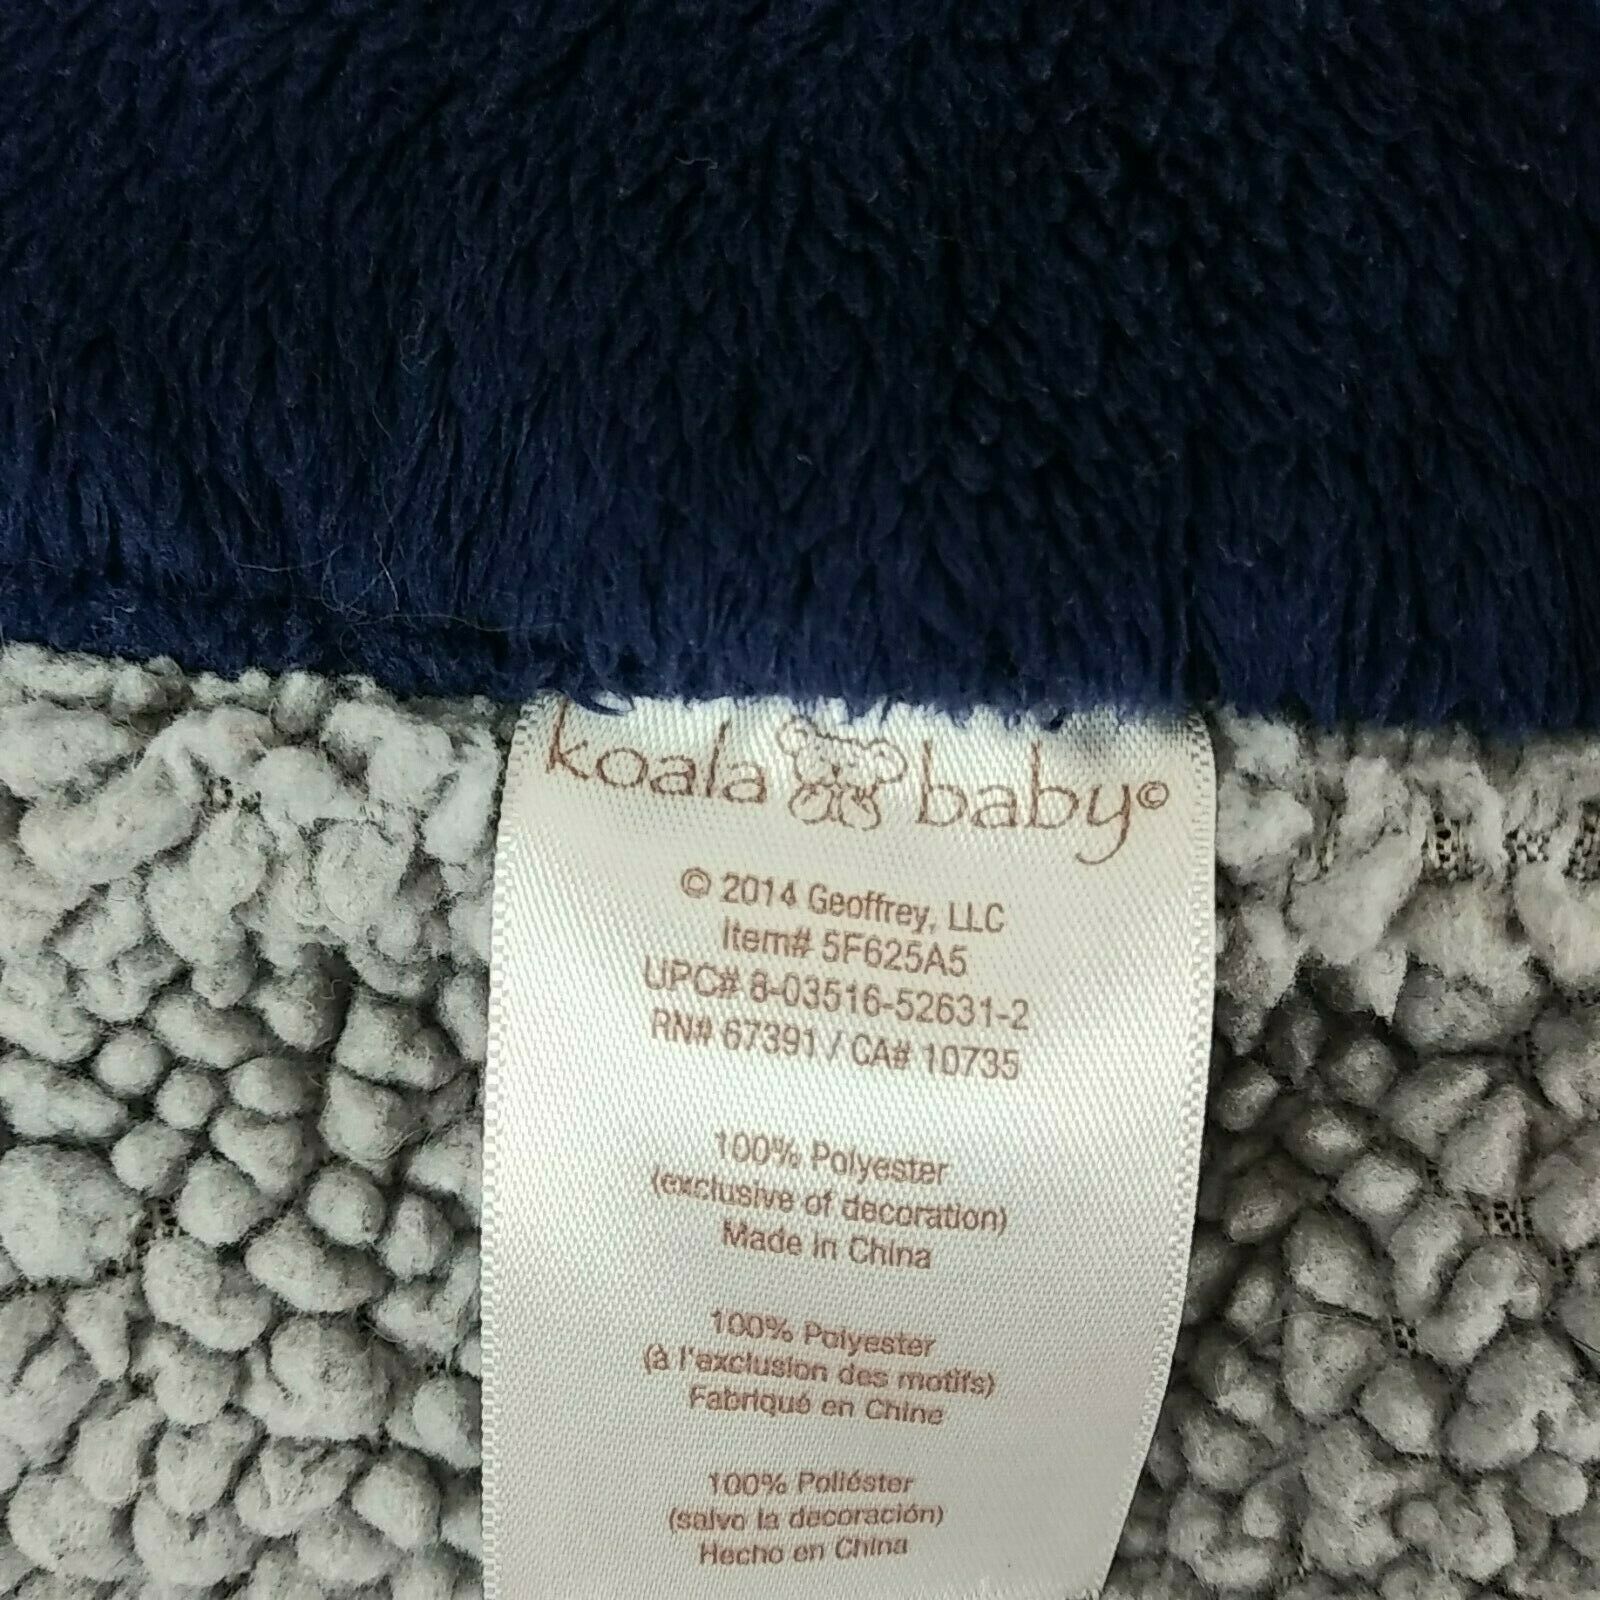 koala baby©
© 2014 Geoffrey, LLC
Item# 5F625A5
UPC# 8-03516-52631-2
RN# 67391 / CA# 10735
100% Polyester
(exclusive of decoration)
Made in China
100% Polyester
(à l'exclusion des motifs)
Fabriqué en Chine
100% Poliéster
(salvo la decoración)
Hecho en China